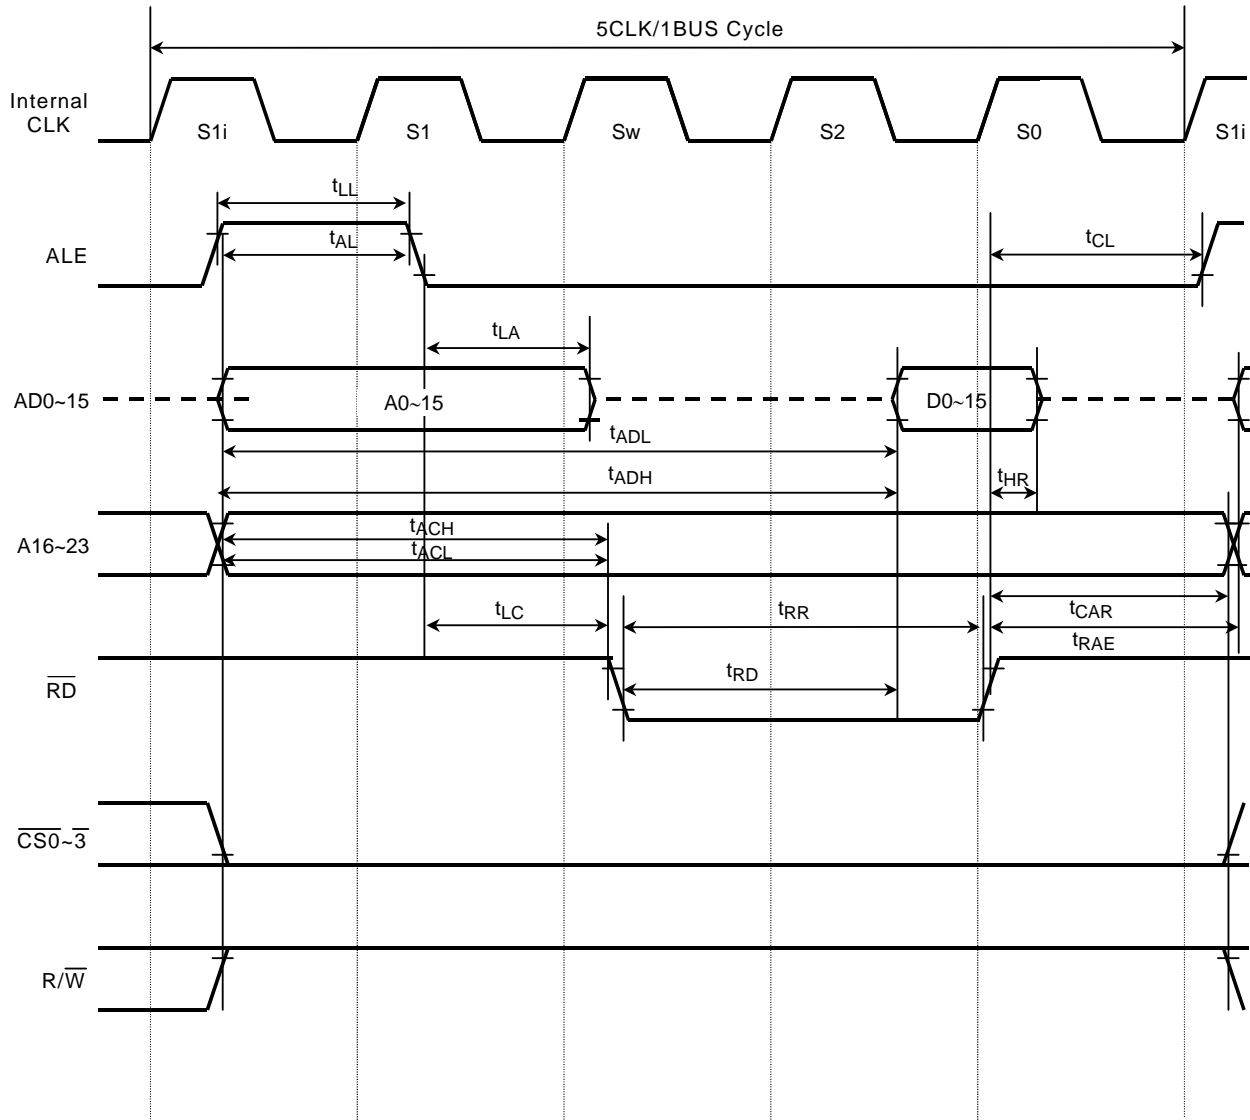 5CLK/1BUS Cycle
Internal
CLK
S1i
S1
Sw
S2
S0
S1i
tLL
ALE
tAL
tCL
tLA
AD0~15
A0~15
D0~15
tADL
tADH
tHR
A16~23
tACH
tACL
tLC
tRR
tCAR
tRAE
RD
tRD
CS0~3
R/W